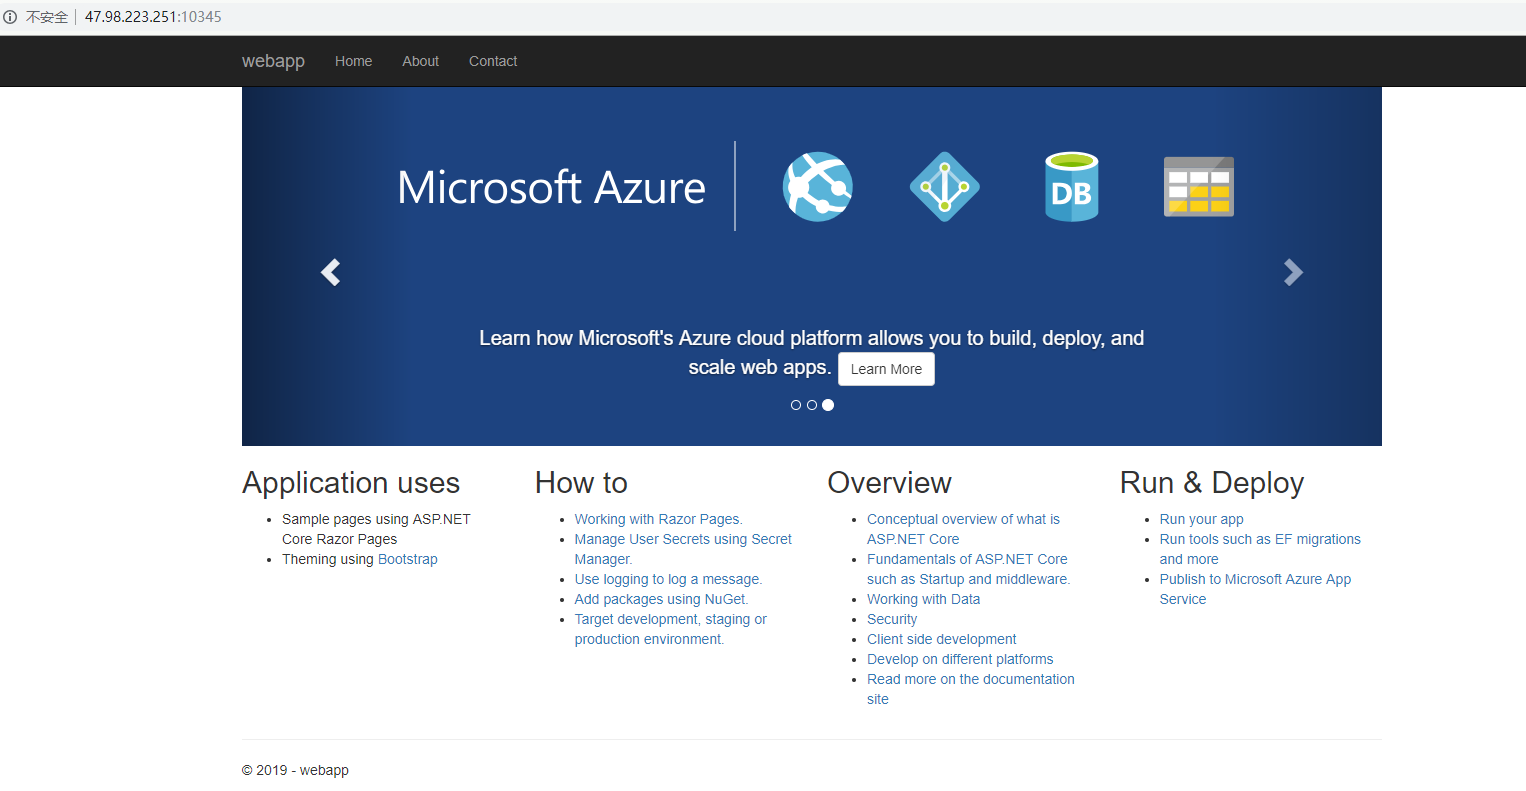 不安全 47.98.223.251:10345
webapp Home About Contact
Microsoft Azure
DB
Learn how Microsoft's Azure cloud platform allows you to build, deploy, and
scale web apps. Learn More
Application uses
Sample pages using ASP.NET
Core Razor Pages
Theming using Bootstrap
How to
Working with Razor Pages.
Manage User Secrets using Secret
Manager.
Use logging to log a message.
Add packages using NuGet.
Target development, staging or
production environment.
Overview
Conceptual overview of what is
ASP.NET Core
Fundamentals of ASP.NET Core
such as Startup and middleware.
Working with Data
Security
Client side development
Develop on different platforms
Read more on the documentation
site
Run & Deploy
Run your app
Run tools such as EF migrations
and more
Publish to Microsoft Azure App
Service
© 2019 - webapp